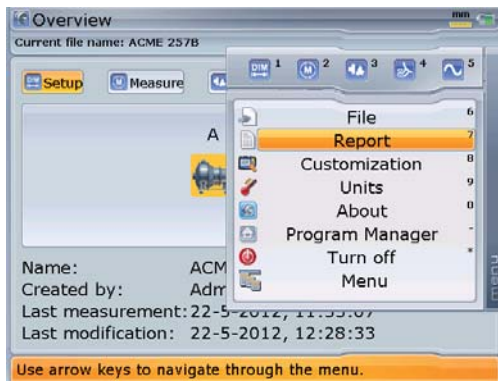 Overview
mm
Current file name: ACME 257B
Setup
Measure
1 2 3 4 5
File 6
Report 7
Customization 8
Units 9
About 0
Program Manager -
Turn off *
Menu
A
Name: ACM
Created by: Adm
Last measurement: 22-5-2012, 11:55:07
Last modification: 22-5-2012, 12:28:33
menu
Use arrow keys to navigate through the menu.